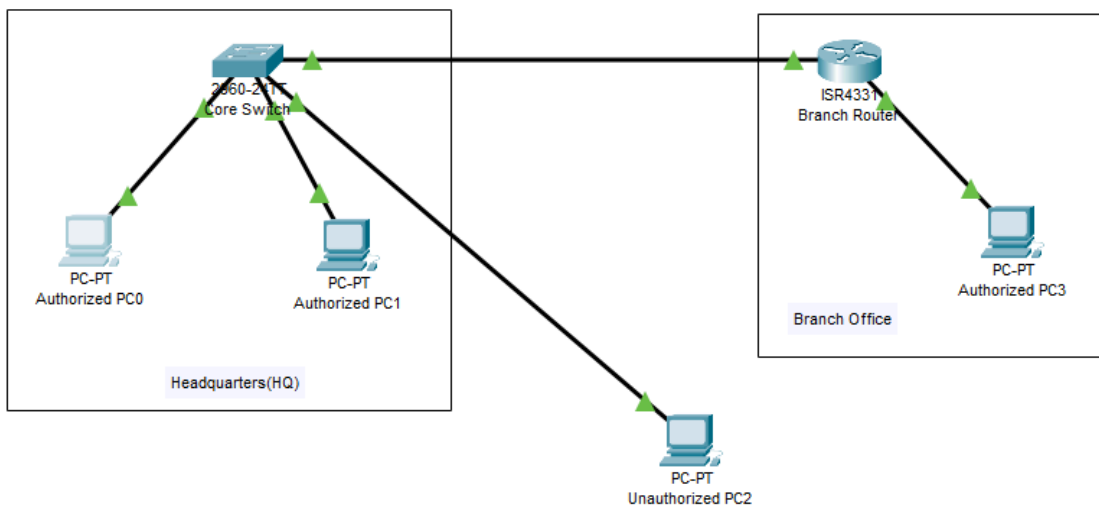 2960-24TT
Core Switch
ISR4331
Branch Router
PC-PT
Authorized PC0
PC-PT
Authorized PC1
PC-PT
Authorized PC3
Branch Office
Headquarters(HQ)
PC-PT
Unauthorized PC2